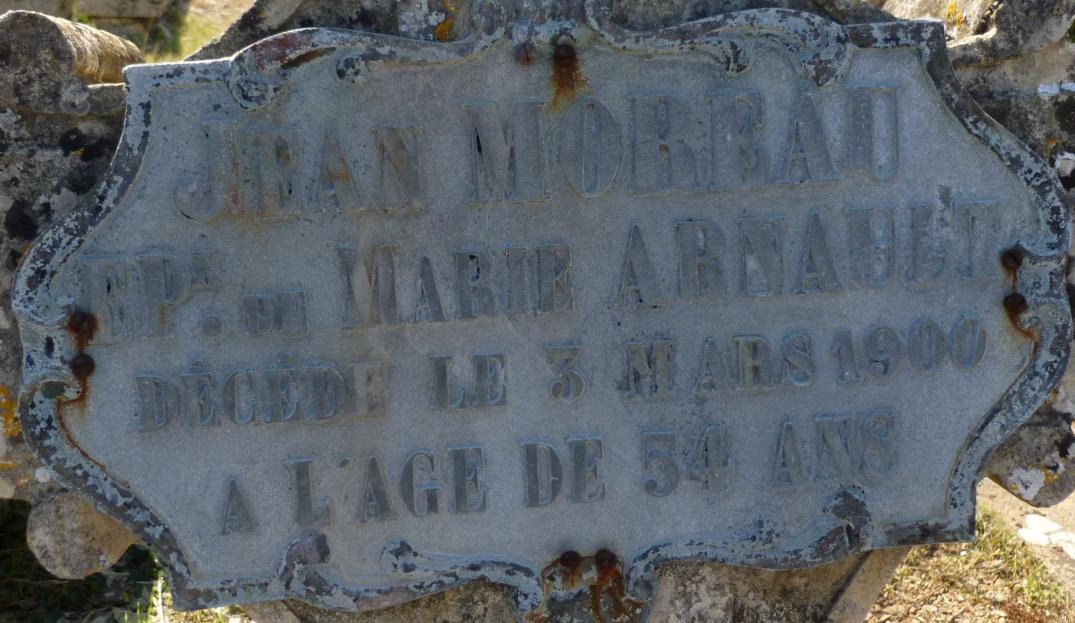 JEAN MOREAU
EPX. DE MARIE ARNAULT
DÉCÉDÉ LE 3 MARS 1900
A L'AGE DE 54 ANS